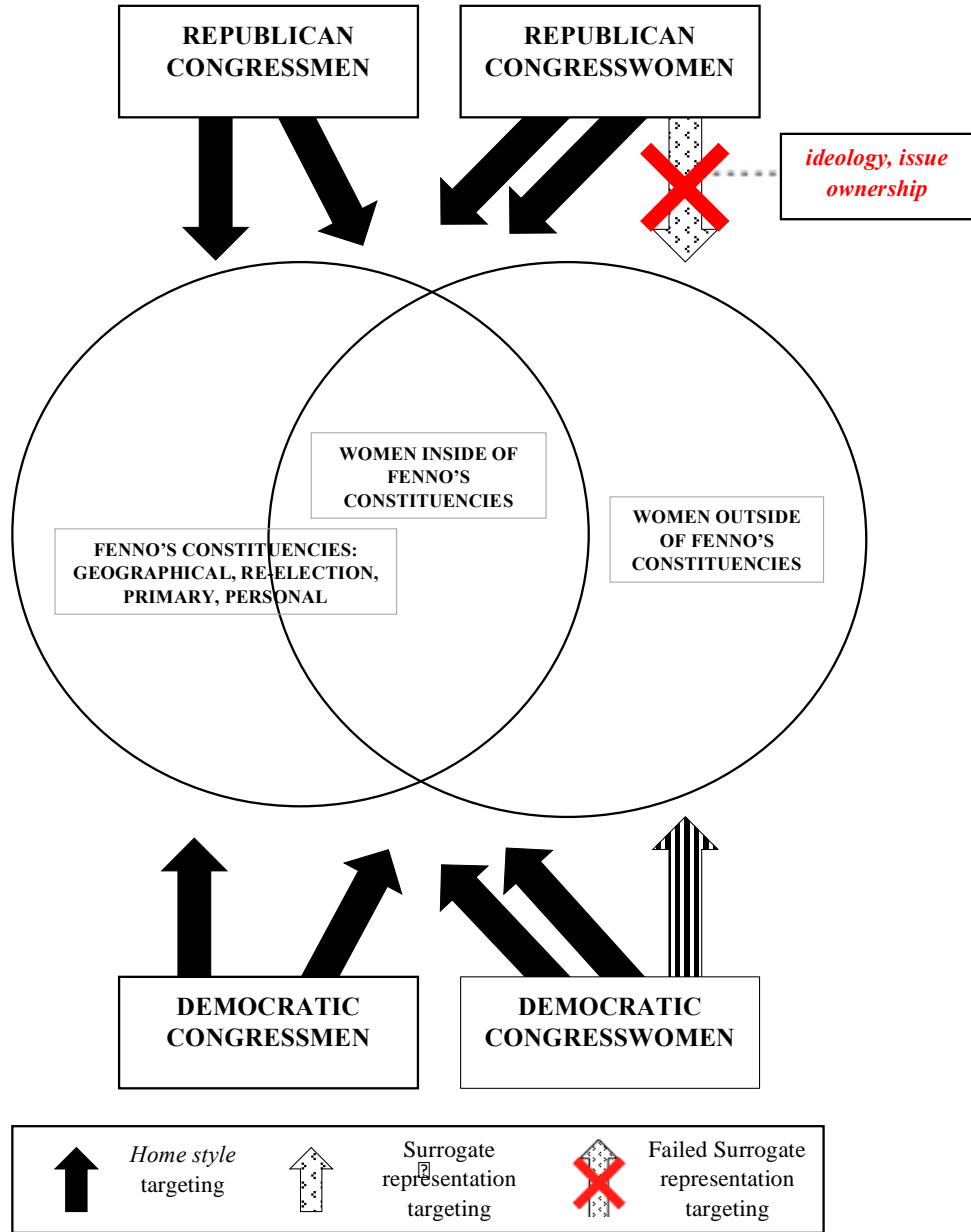 REPUBLICAN
CONGRESSMEN
REPUBLICAN
CONGRESSWOMEN
ideology, issue
ownership
WOMEN INSIDE OF
FENNO'S
CONSTITUENCIES
WOMEN OUTSIDE
OF FENNO'S
CONSTITUENCIES
FENNO'S CONSTITUENCIES:
GEOGRAPHICAL, RE-ELECTION,
PRIMARY, PERSONAL
DEMOCRATIC
CONGRESSMEN
DEMOCRATIC
CONGRESSWOMEN
Home style
targeting
Surrogate
representation
targeting
Failed Surrogate
representation
targeting